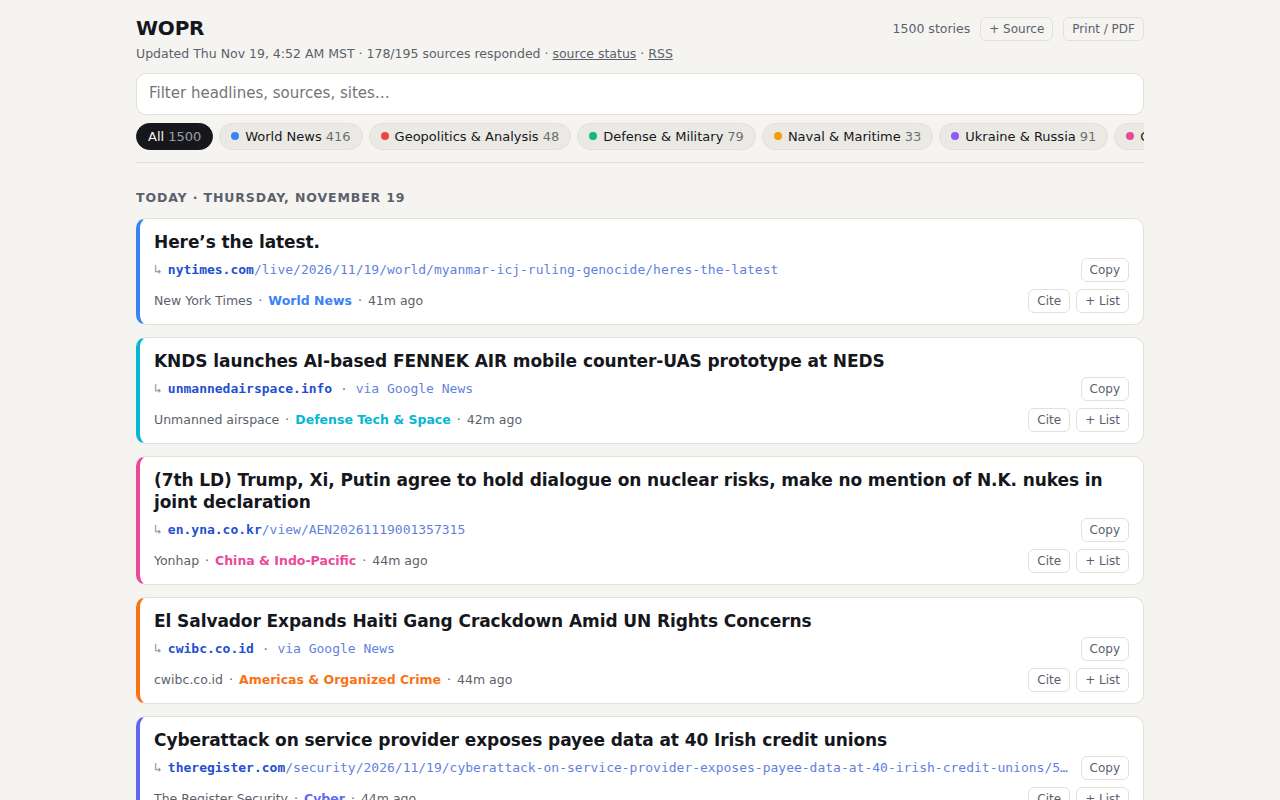 WOPR
1500 stories
+ Source
Print / PDF
Updated Thu Nov 19, 4:52 AM MST · 178/195 sources responded · source status · RSS
Filter headlines, sources, sites…
All 1500
World News 416
Geopolitics & Analysis 48
Defense & Military 79
Naval & Maritime 33
Ukraine & Russia 91
TODAY · THURSDAY, NOVEMBER 19
Here’s the latest.
↳ nytimes.com/live/2026/11/19/world/myanmar-icj-ruling-genocide/heres-the-latest
Copy
New York Times · World News · 41m ago
Cite
+ List
KNDS launches AI-based FENNEK AIR mobile counter-UAS prototype at NEDS
↳ unmannedairspace.info · via Google News
Copy
Unmanned airspace · Defense Tech & Space · 42m ago
Cite
+ List
(7th LD) Trump, Xi, Putin agree to hold dialogue on nuclear risks, make no mention of N.K. nukes in
joint declaration
↳ en.yna.co.kr/view/AEN20261119001357315
Copy
Yonhap · China & Indo-Pacific · 44m ago
Cite
+ List
El Salvador Expands Haiti Gang Crackdown Amid UN Rights Concerns
↳ cwibc.co.id · via Google News
Copy
cwibc.co.id · Americas & Organized Crime · 44m ago
Cite
+ List
Cyberattack on service provider exposes payee data at 40 Irish credit unions
↳ theregister.com/security/2026/11/19/cyberattack-on-service-provider-exposes-payee-data-at-40-irish-credit-unions/5…
Copy
The Register Security · Cyber · 44m ago
Cite
+ List